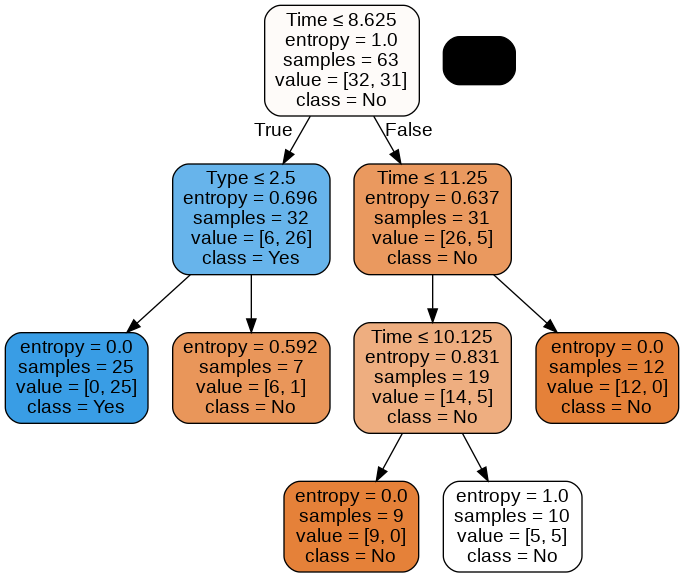 Time ≤ 8.625
entropy = 1.0
samples = 63
value = [32, 31]
class = No
True
False
Type ≤ 2.5
entropy = 0.696
samples = 32
value = [6, 26]
class = Yes
Time ≤ 11.25
entropy = 0.637
samples = 31
value = [26, 5]
class = No
entropy = 0.0
samples = 25
value = [0, 25]
class = Yes
entropy = 0.592
samples = 7
value = [6, 1]
class = No
Time ≤ 10.125
entropy = 0.831
samples = 19
value = [14, 5]
class = No
entropy = 0.0
samples = 12
value = [12, 0]
class = No
entropy = 0.0
samples = 9
value = [9, 0]
class = No
entropy = 1.0
samples = 10
value = [5, 5]
class = No